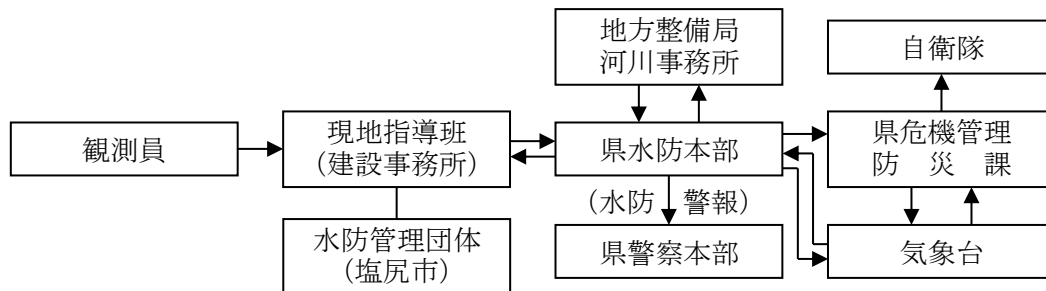 地方整備局
河川事務所
自衛隊
観測員
現地指導班
(建設事務所)
県水防本部
県危機管理
防災課
(水防警報)
水防管理団体
(塩尻市)
県警察本部
気象台